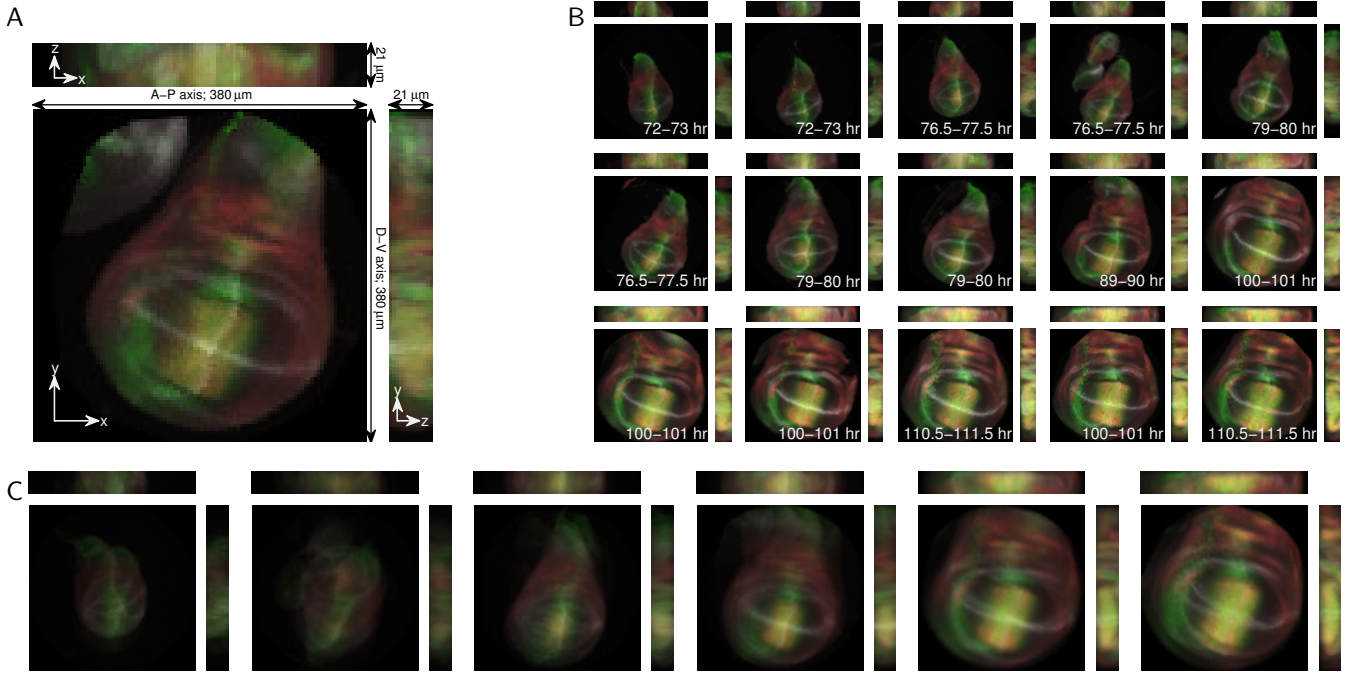 A
z
x
21 μm
A–P axis; 380 μm
21 μm
D–V axis; 380 μm
y
x
y
z
B
72–73 hr
72–73 hr
76.5–77.5 hr
76.5–77.5 hr
79–80 hr
76.5–77.5 hr
79–80 hr
79–80 hr
89–90 hr
100–101 hr
100–101 hr
100–101 hr
110.5–111.5 hr
100–101 hr
110.5–111.5 hr
C